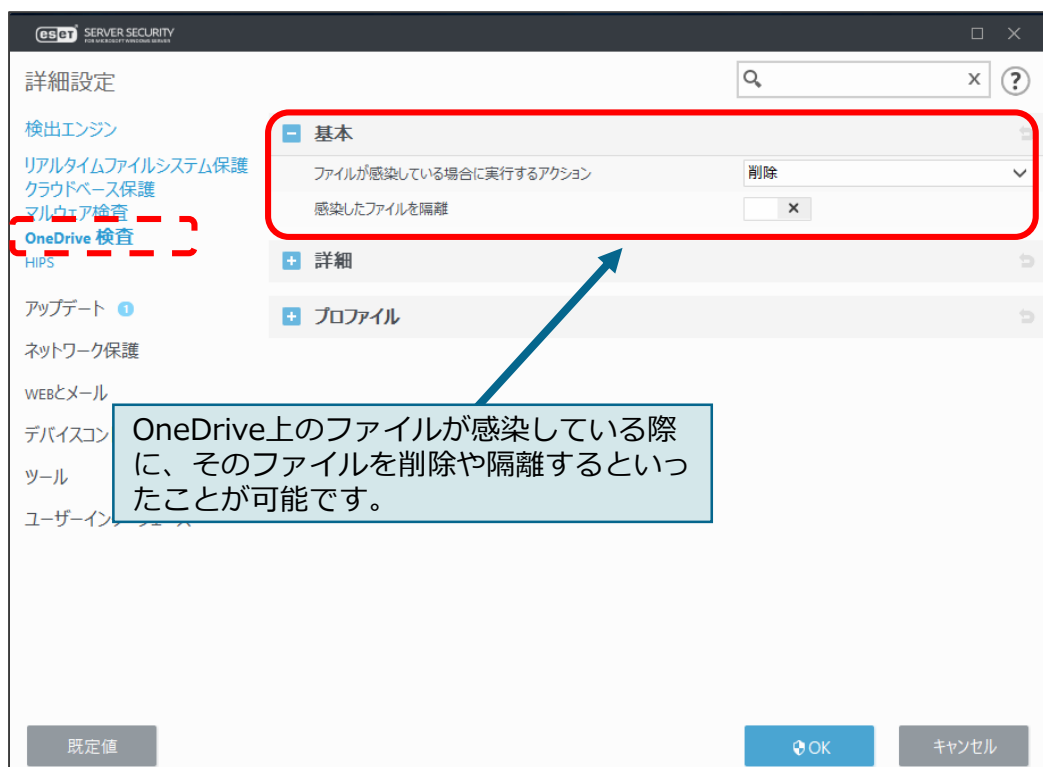 eset SERVER SECURITY
FOR MICROSOFT WINDOWS SERVER
詳細設定
検出エンジン
リアルタイムファイルシステム保護
クラウドベース保護
マルウェア検査
OneDrive 検査
HIPS
アップデート 1
ネットワーク保護
WEBとメール
デバイスコン
ツール
ユーザーインターフェース
基本
ファイルが感染している場合に実行するアクション 削除
感染したファイルを隔離
詳細
プロファイル
OneDrive上のファイルが感染している際
に、そのファイルを削除や隔離するといっ
たことが可能です。
既定値
OK
キャンセル